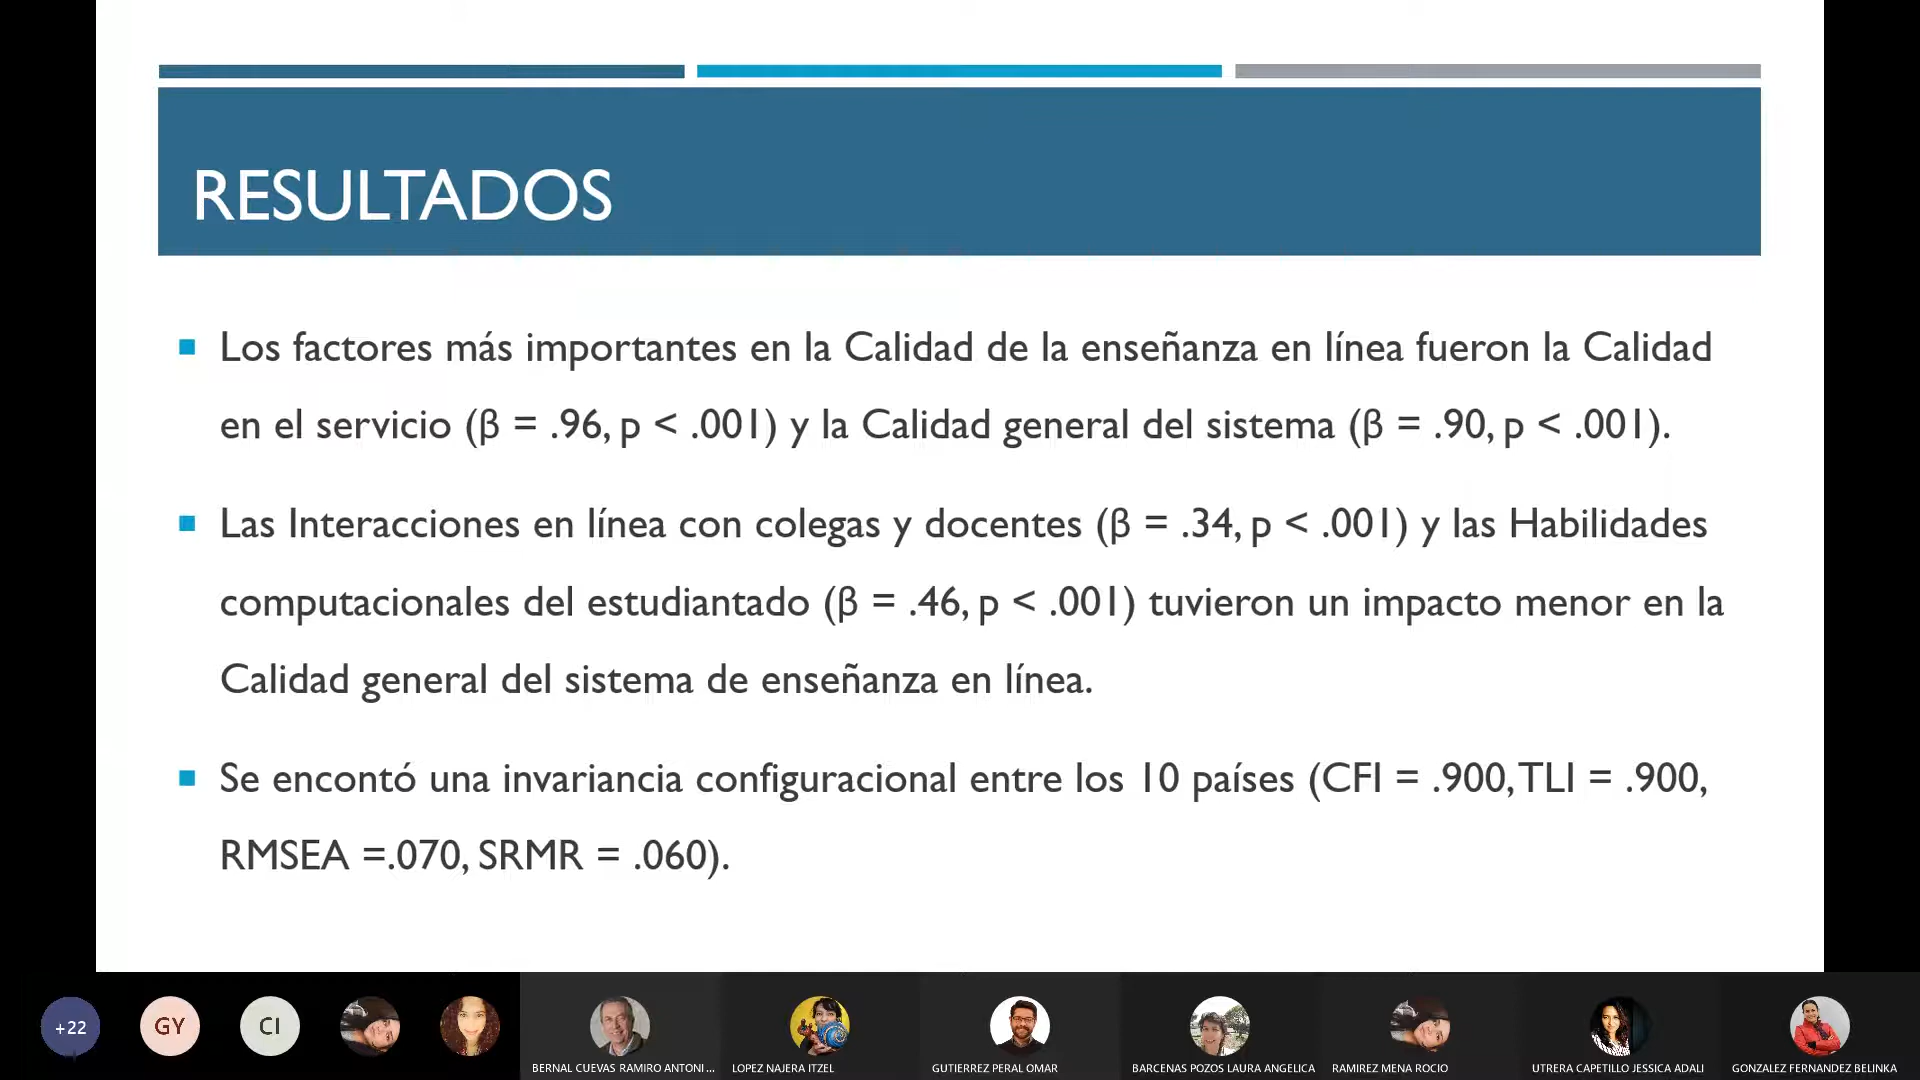 RESULTADOS
Los factores más importantes en la Calidad de la enseñanza en línea fueron la Calidad
en el servicio (β = .96, p < .001) y la Calidad general del sistema (β = .90, p < .001).
Las Interacciones en línea con colegas y docentes (β = .34, p < .001) y las Habilidades
computacionales del estudiantado (β = .46, p < .001) tuvieron un impacto menor en la
Calidad general del sistema de enseñanza en línea.
Se encontó una invariancia configuracional entre los 10 países (CFI = .900, TLI = .900,
RMSEA =.070, SRMR = .060).
+22
GY
CI
BERNAL CUEVAS RAMIRO ANTONI...
LOPEZ NAJERA ITZEL
GUTIERREZ PERAL OMAR
BARCENAS POZOS LAURA ANGELICA
RAMIREZ MENA ROCIO
UTRERA CAPETILLO JESSICA ADALI
GONZALEZ FERNANDEZ BELINKA